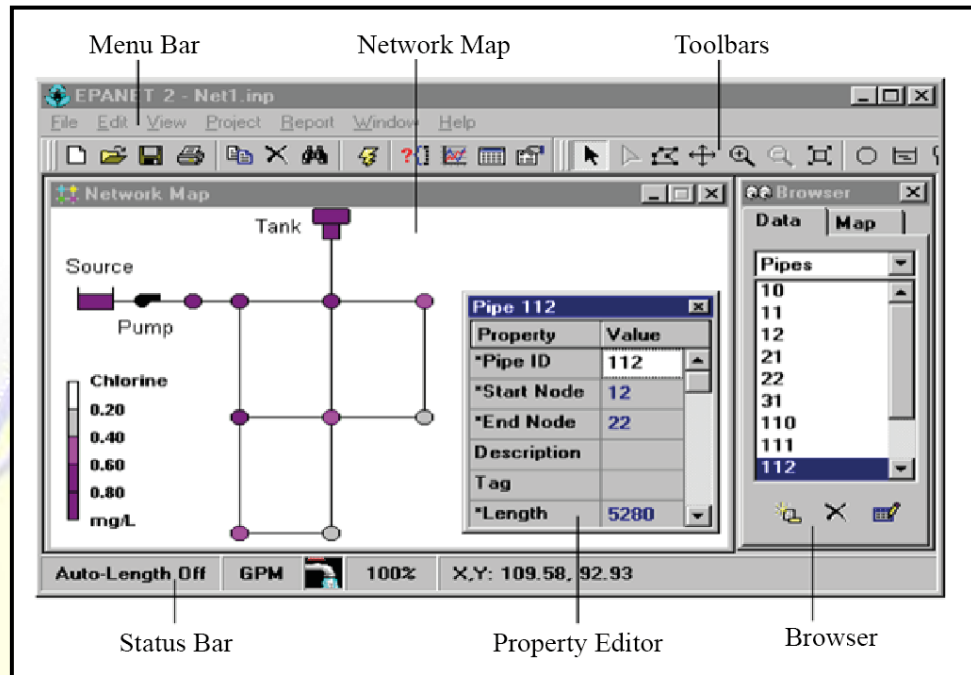 Menu Bar
Network Map
Toolbars
EPANET 2 - Net1.inp
File Edit View Project Report Window Help
Network Map
Tank
Source
Pump
Chlorine
0.20
0.40
0.60
0.80
mg/L
Pipe 112
Property Value
*Pipe ID 112
*Start Node 12
*End Node 22
Description
Tag
*Length 5280
Browser
Data Map
Pipes
10
11
12
21
22
31
110
111
112
Auto-Length Off GPM 100% X,Y: 109.58, 92.93
Status Bar
Property Editor
Browser